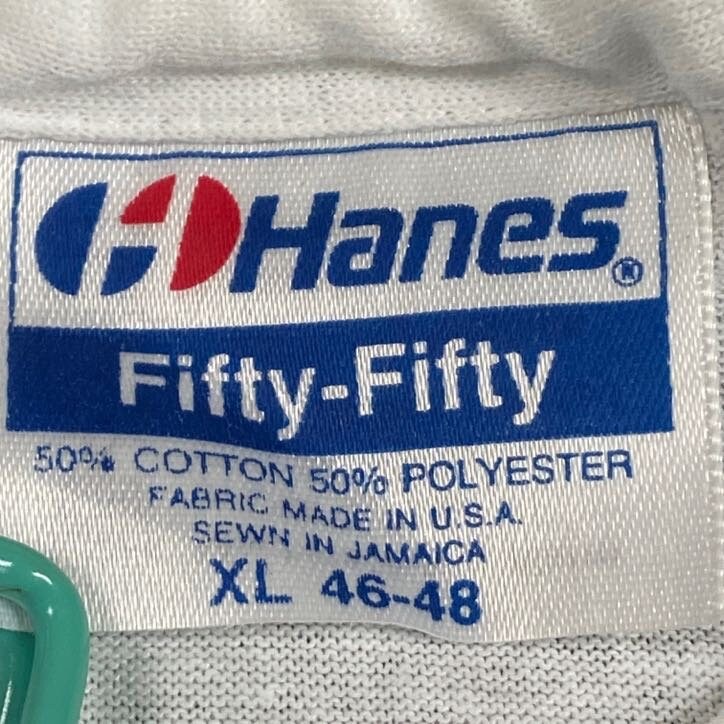 Hanes®
Fifty-Fifty
50% COTTON 50% POLYESTER
FABRIC MADE IN U.S.A.
SEWN IN JAMAICA
XL 46-48